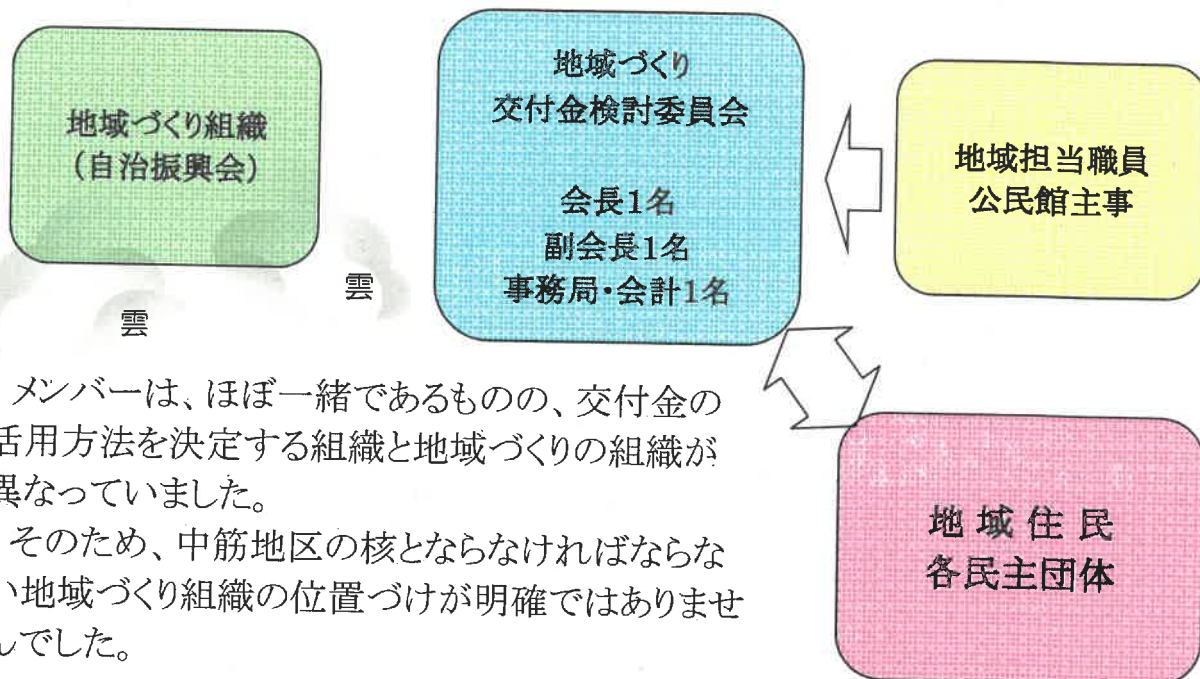 地域づくり組織
(自治振興会)
地域づくり
交付金検討委員会
会長1名
副会長1名
事務局・会計1名
地域担当職員
公民館主事
雲
雲
メンバーは、ほぼ一緒であるものの、交付金の
活用方法を決定する組織と地域づくりの組織が
異なっていました。
そのため、中筋地区の核とならなければならな
い地域づくり組織の位置づけが明確ではありませ
んでした。
地域住民
各民主団体